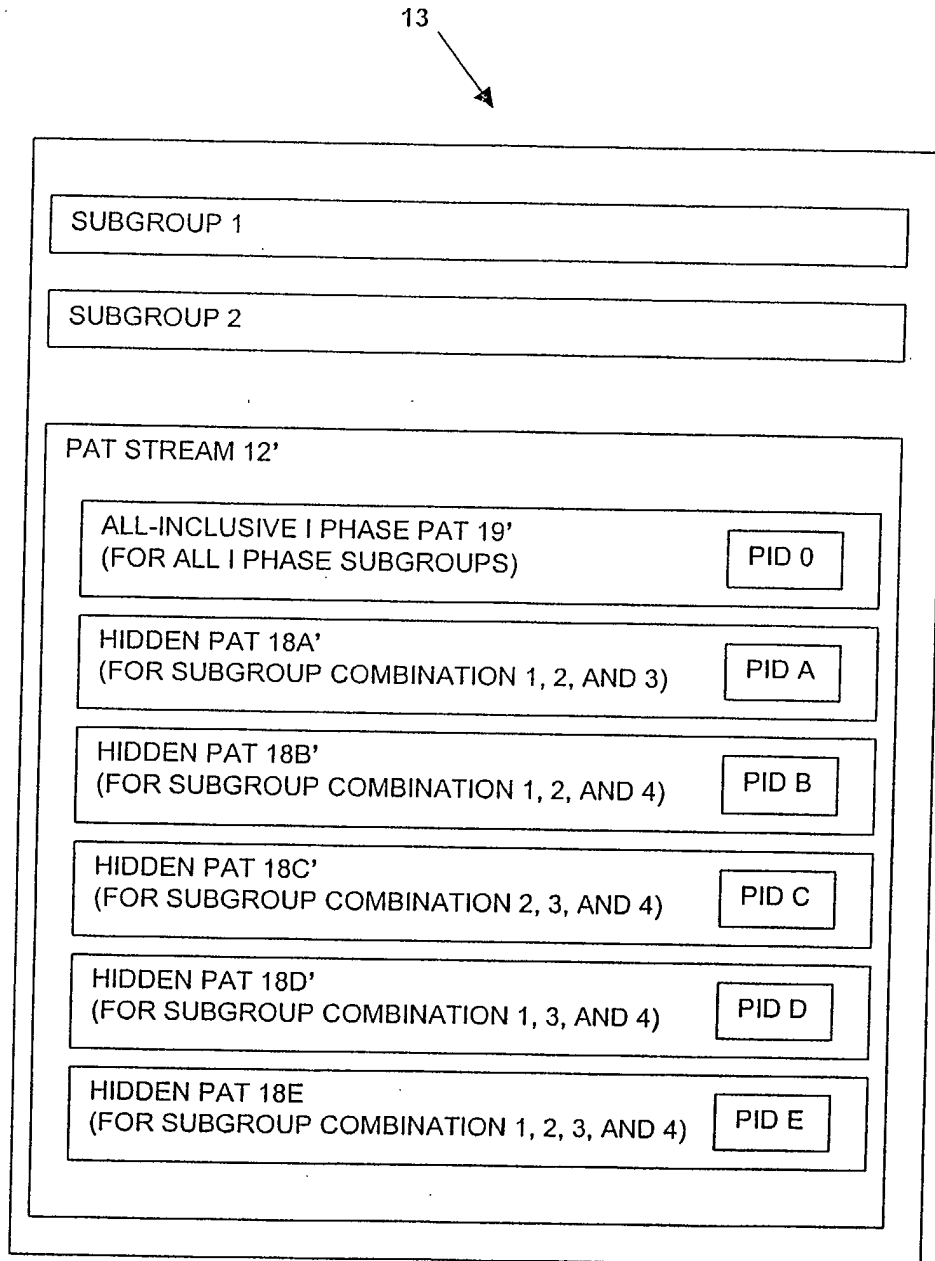 13
SUBGROUP 1
SUBGROUP 2
PAT STREAM 12'
ALL-INCLUSIVE I PHASE PAT 19'
(FOR ALL I PHASE SUBGROUPS)
PID 0
HIDDEN PAT 18A'
(FOR SUBGROUP COMBINATION 1, 2, AND 3)
PID A
HIDDEN PAT 18B'
(FOR SUBGROUP COMBINATION 1, 2, AND 4)
PID B
HIDDEN PAT 18C'
(FOR SUBGROUP COMBINATION 2, 3, AND 4)
PID C
HIDDEN PAT 18D'
(FOR SUBGROUP COMBINATION 1, 3, AND 4)
PID D
HIDDEN PAT 18E
(FOR SUBGROUP COMBINATION 1, 2, 3, AND 4)
PID E